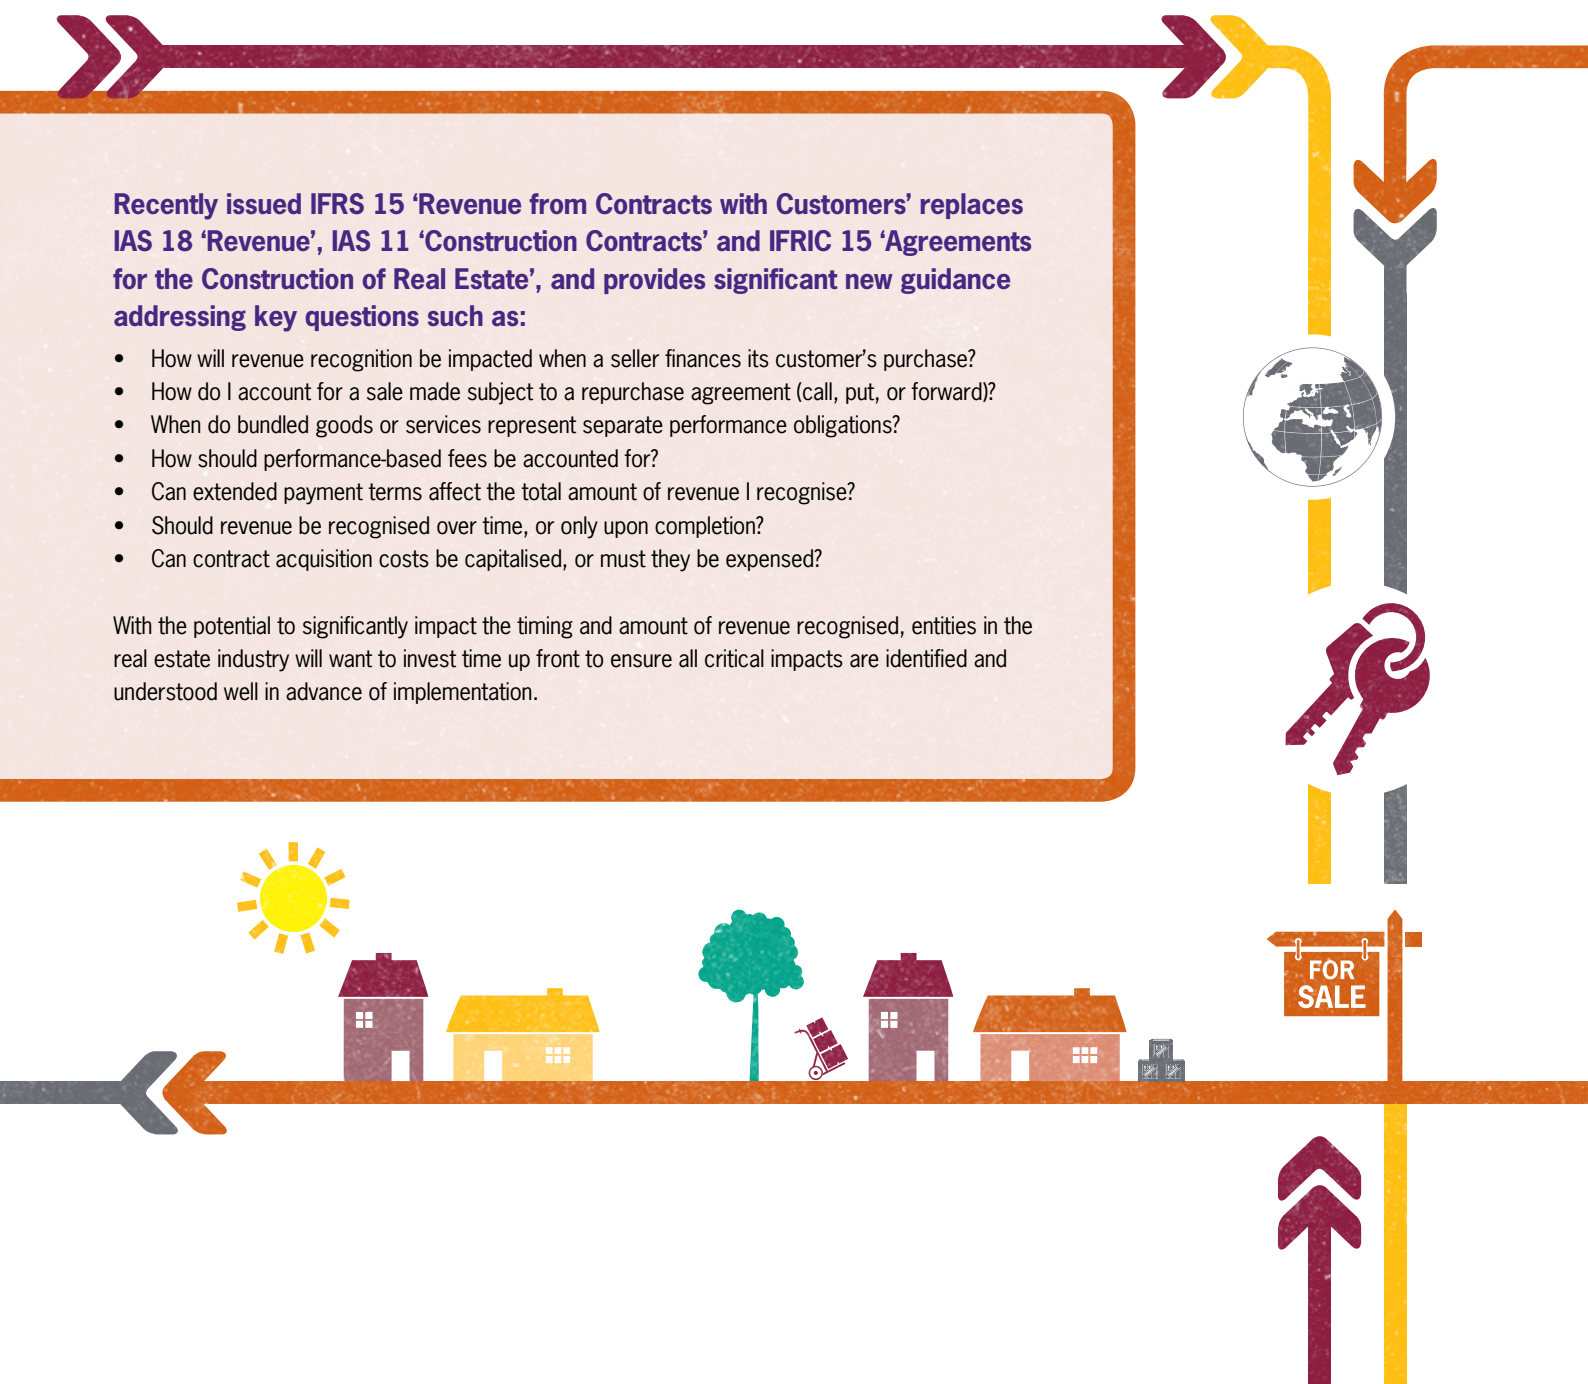 Recently issued IFRS 15 ‘Revenue from Contracts with Customers’ replaces
IAS 18 ‘Revenue’, IAS 11 ‘Construction Contracts’ and IFRIC 15 ‘Agreements
for the Construction of Real Estate’, and provides significant new guidance
addressing key questions such as:
• How will revenue recognition be impacted when a seller finances its customer’s purchase?
• How do I account for a sale made subject to a repurchase agreement (call, put, or forward)?
• When do bundled goods or services represent separate performance obligations?
• How should performance-based fees be accounted for?
• Can extended payment terms affect the total amount of revenue I recognise?
• Should revenue be recognised over time, or only upon completion?
• Can contract acquisition costs be capitalised, or must they be expensed?
With the potential to significantly impact the timing and amount of revenue recognised, entities in the
real estate industry will want to invest time up front to ensure all critical impacts are identified and
understood well in advance of implementation.
FOR
SALE